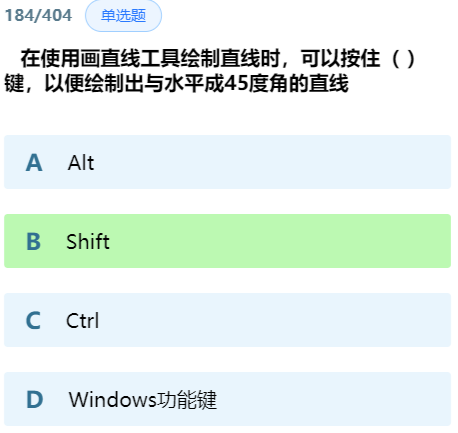 184/404 单选题
在使用画直线工具绘制直线时，可以按住（ ）
键，以便绘制出与水平成45度角的直线
A Alt
B Shift
C Ctrl
D Windows功能键